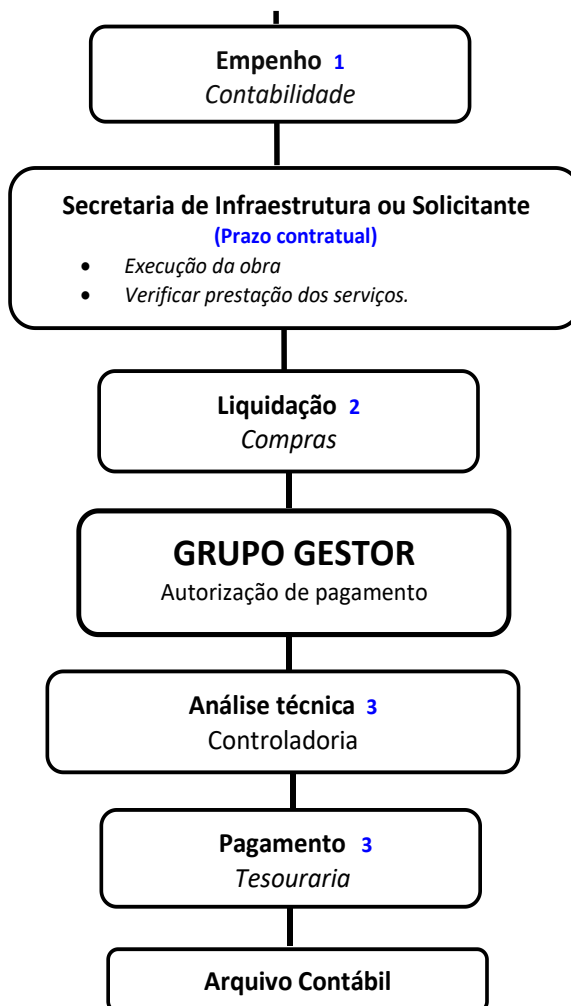 Empenho 1
Contabilidade
Secretaria de Infraestrutura ou Solicitante
(Prazo contratual)
• Execução da obra
• Verificar prestação dos serviços.
Liquidação 2
Compras
GRUPO GESTOR
Autorização de pagamento
Análise técnica 3
Controladoria
Pagamento 3
Tesouraria
Arquivo Contábil